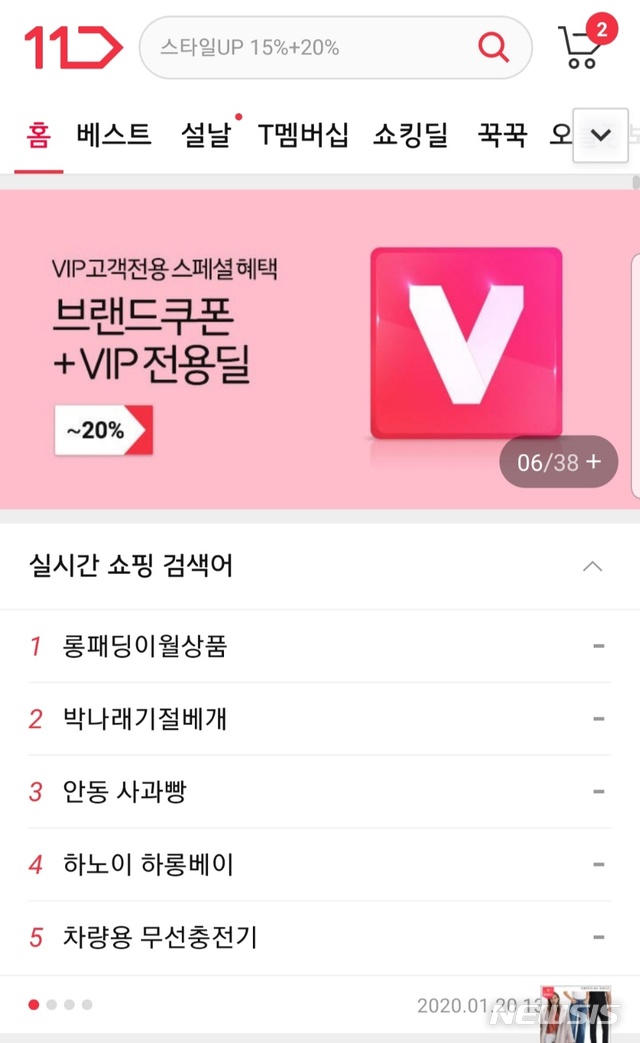 11
스타일UP 15%+20%
2
홈 베스트 설날 T멤버십 쇼킹딜 꾹꾹 오
VIP고객전용 스페셜 혜택
브랜드쿠폰
+VIP 전용딜
~20%
V
06/38 +
실시간 쇼핑 검색어
1 롱패딩이월상품 -
2 박나래기절베개 -
3 안동 사과빵 -
4 하노이 하롱베이 -
5 차량용 무선충전기 -
2020.01.20
NEWSIS